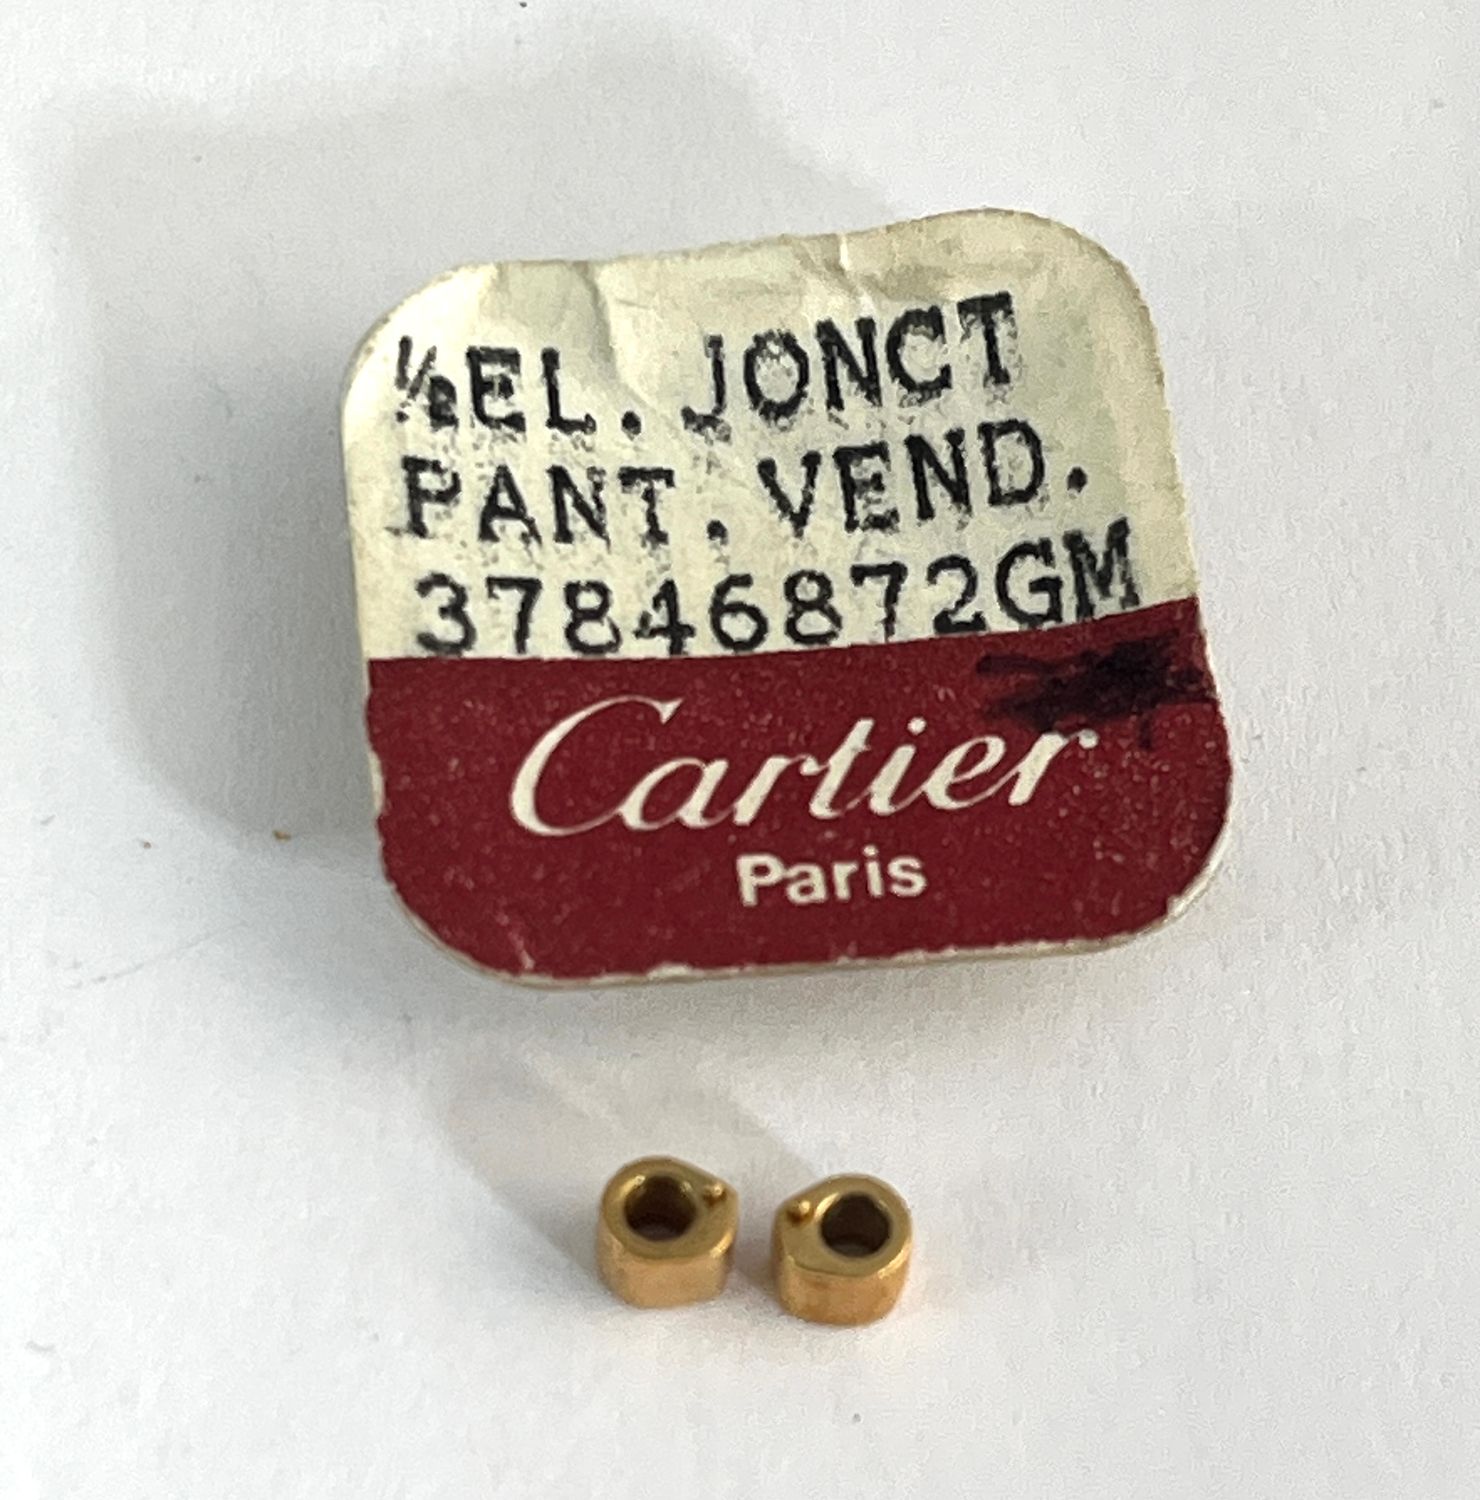 ½EL. JONCT
PANT. VEND.
37846872GM
Cartier
Paris